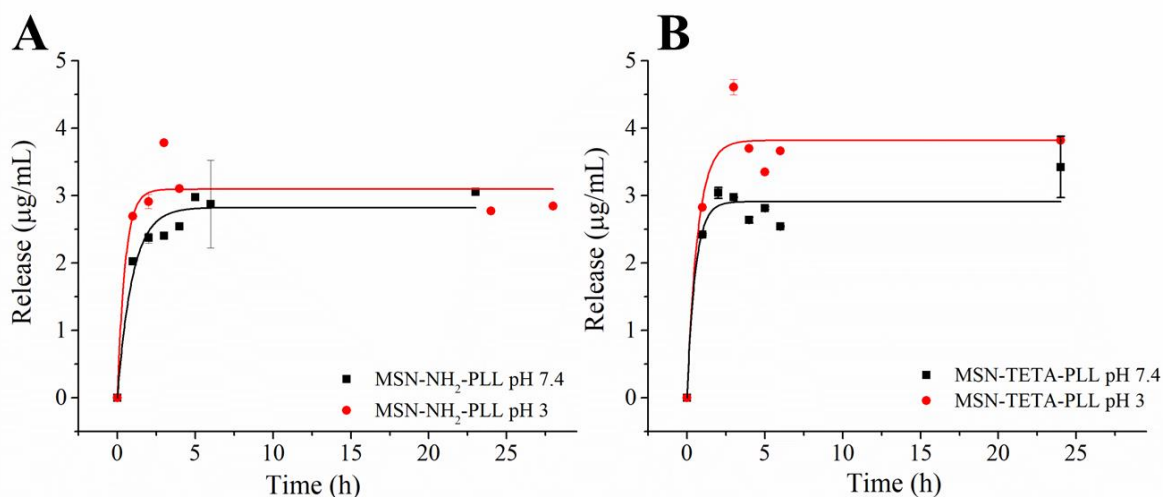 A
5
4
3
2
1
0
Release (µg/mL)
0 5 10 15 20 25
Time (h)
MSN-NH₂-PLL pH 7.4
MSN-NH₂-PLL pH 3
B
5
4
3
2
1
0
Release (µg/mL)
0 5 10 15 20 25
Time (h)
MSN-TETA-PLL pH 7.4
MSN-TETA-PLL pH 3